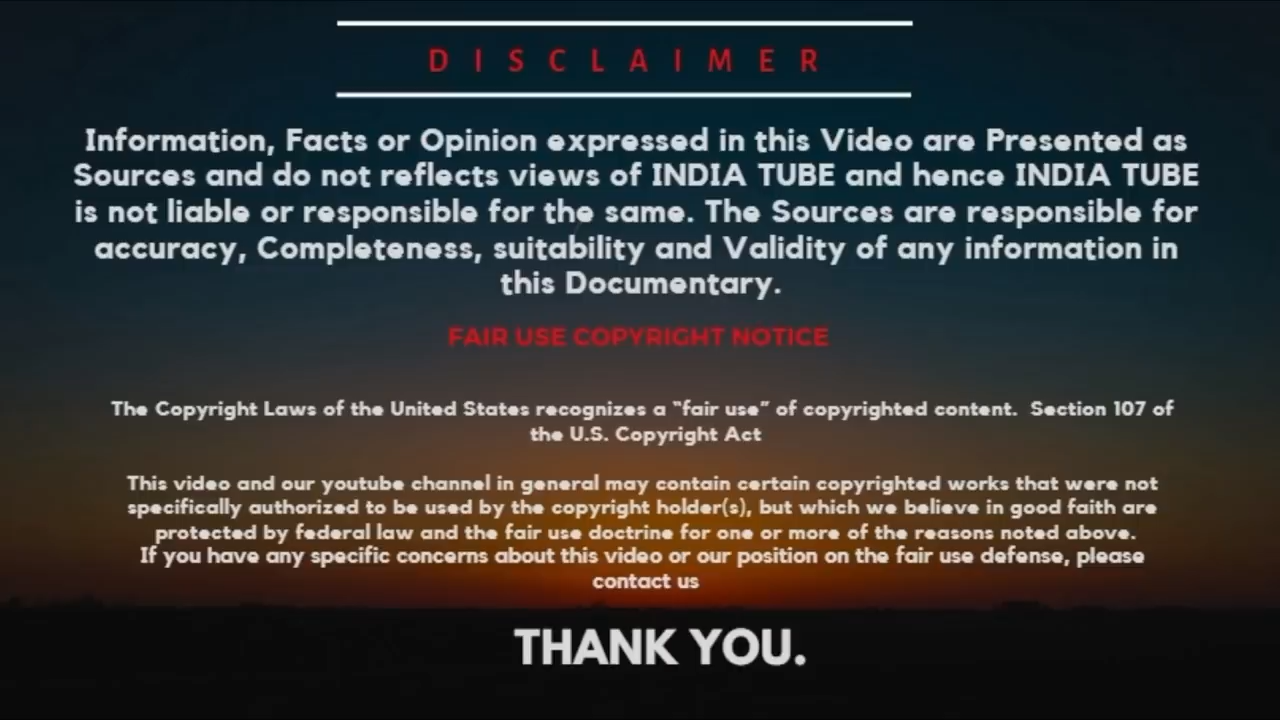 DISCLAIMER
Information, Facts or Opinion expressed in this Video are Presented as
Sources and do not reflects views of INDIA TUBE and hence INDIA TUBE
is not liable or responsible for the same. The Sources are responsible for
accuracy, Completeness, suitability and Validity of any information in
this Documentary.
FAIR USE COPYRIGHT NOTICE
The Copyright Laws of the United States recognizes a “fair use” of copyrighted content. Section 107 of
the U.S. Copyright Act
This video and our youtube channel in general may contain certain copyrighted works that were not
specifically authorized to be used by the copyright holder(s), but which we believe in good faith are
protected by federal law and the fair use doctrine for one or more of the reasons noted above.
If you have any specific concerns about this video or our position on the fair use defense, please
contact us
THANK YOU.